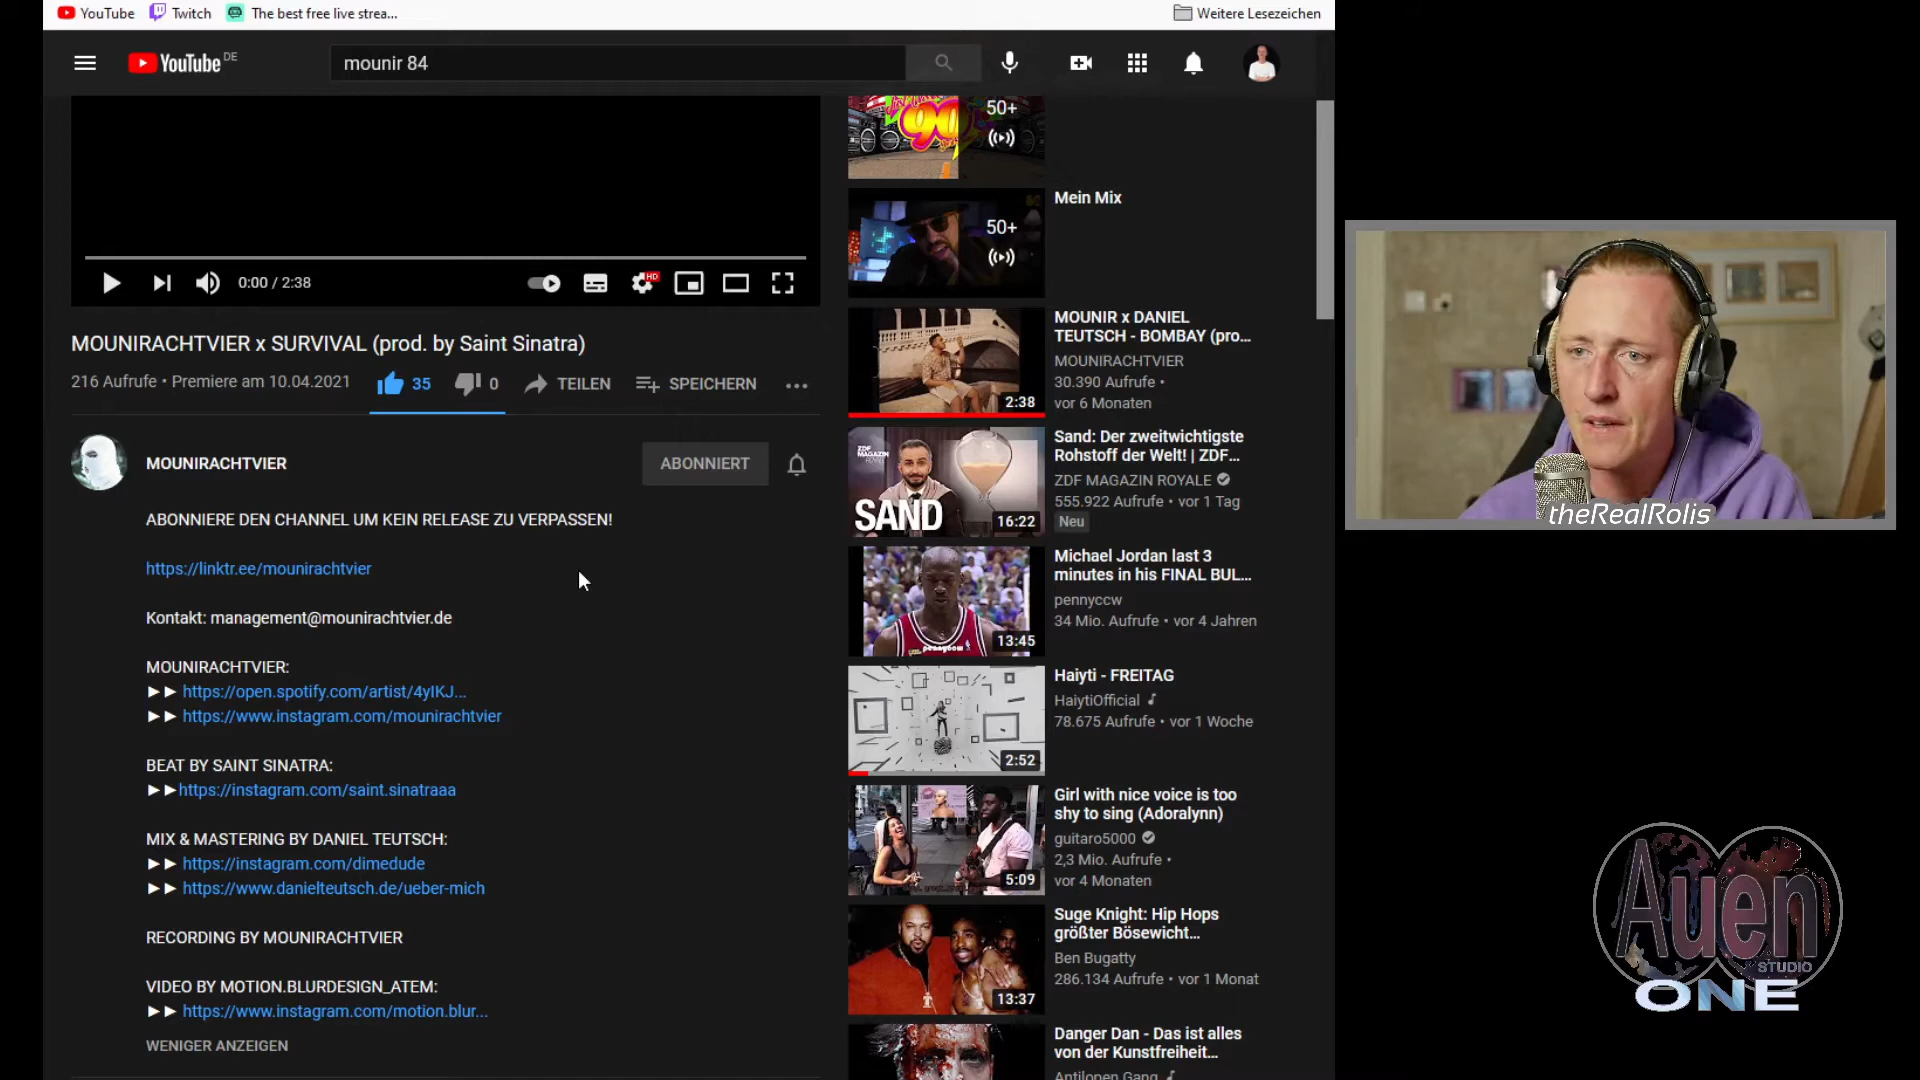 YouTube
Twitch
The best free live strea...
Weitere Lesezeichen
YouTube DE
mounir 84
0:00 / 2:38
HD
MOUNIRACHTVIER x SURVIVAL (prod. by Saint Sinatra)
216 Aufrufe • Premiere am 10.04.2021
35
0
TEILEN
SPEICHERN
MOUNIRACHTVIER
ABONNIERT
ABONNIERE DEN CHANNEL UM KEIN RELEASE ZU VERPASSEN!
https://linktr.ee/mounirachtvier
Kontakt: management@mounirachtvier.de
MOUNIRACHTVIER:
►► https://open.spotify.com/artist/4yIKJ...
►► https://www.instagram.com/mounirachtvier
BEAT BY SAINT SINATRA:
►►https://instagram.com/saint.sinatraaa
MIX & MASTERING BY DANIEL TEUTSCH:
►► https://instagram.com/dimedude
►► https://www.danielteutsch.de/ueber-mich
RECORDING BY MOUNIRACHTVIER
VIDEO BY MOTION.BLURDESIGN_ATEM:
►► https://www.instagram.com/motion.blur...
WENIGER ANZEIGEN
90
50+
50+
Mein Mix
2:38
MOUNIR x DANIEL
TEUTSCH - BOMBAY (pro...
MOUNIRACHTVIER
30.390 Aufrufe •
vor 6 Monaten
ZDF
MAGAZIN
ROYALE
SAND
16:22
Sand: Der zweitwichtigste
Rohstoff der Welt! | ZDF...
ZDF MAGAZIN ROYALE
555.922 Aufrufe • vor 1 Tag
Neu
pennyccw
13:45
Michael Jordan last 3
minutes in his FINAL BUL...
pennyccw
34 Mio. Aufrufe • vor 4 Jahren
2:52
Haiyti - FREITAG
HaiytiOfficial
78.675 Aufrufe • vor 1 Woche
5:09
Girl with nice voice is too
shy to sing (Adoralynn)
guitaro5000
2,3 Mio. Aufrufe •
vor 4 Monaten
13:37
Suge Knight: Hip Hops
größter Bösewicht...
Ben Bugatty
286.134 Aufrufe • vor 1 Monat
Danger Dan - Das ist alles
von der Kunstfreiheit...
Antilopen Gang
theRealRolis
Auen
STUDIO
ONE